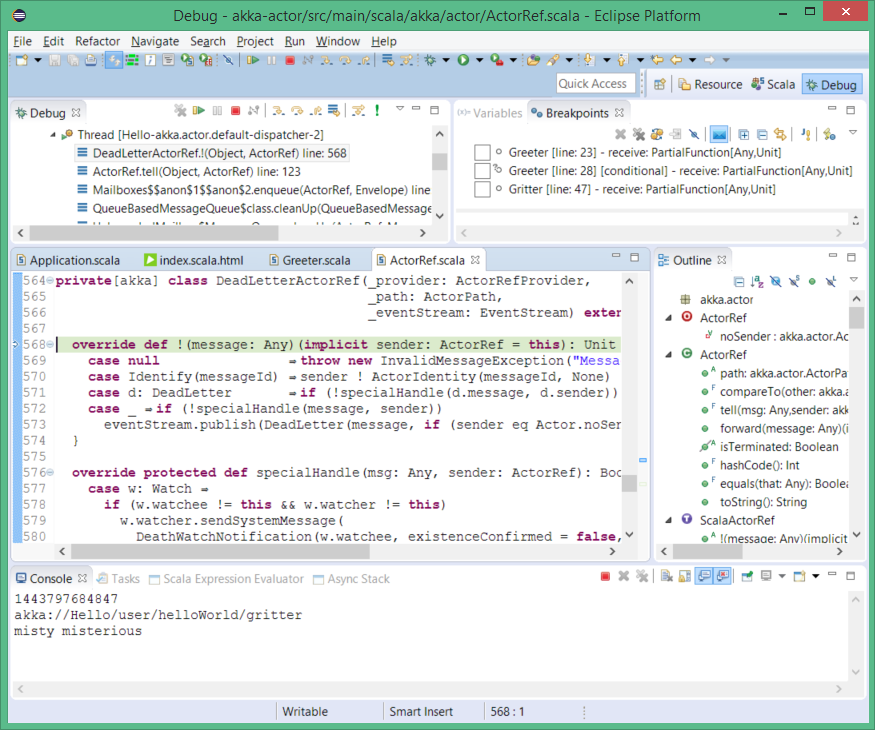 Debug - akka-actor/src/main/scala/akka/actor/ActorRef.scala - Eclipse Platform
File Edit Refactor Navigate Search Project Run Window Help
Quick Access Resource Scala Debug
Debug
Thread [Hello-akka.actor.default-dispatcher-2]
DeadLetterActorRef.!(Object, ActorRef) line: 568
ActorRef.tell(Object, ActorRef) line: 123
Mailboxes$$anon$1$$anon$2.enqueue(ActorRef, Envelope) line
QueueBasedMessageQueue$class.cleanUp(QueueBasedMessage
(x)= Variables Breakpoints
Greeter [line: 23] - receive: PartialFunction[Any,Unit]
Greeter [line: 28] [conditional] - receive: PartialFunction[Any,Unit]
Gritter [line: 47] - receive: PartialFunction[Any,Unit]
Application.scala index.scala.html Greeter.scala ActorRef.scala
564 private[akka] class DeadLetterActorRef(_provider: ActorRefProvider,
565 _path: ActorPath,
566 _eventStream: EventStream) exter
567
568 override def !(message: Any)(implicit sender: ActorRef = this): Unit
569 case null ⇒ throw new InvalidMessageException("Messa
570 case Identify(messageId) ⇒ sender ! ActorIdentity(messageId, None)
571 case d: DeadLetter ⇒ if (!specialHandle(d.message, d.sender))
572 case _ ⇒ if (!specialHandle(message, sender))
573 eventStream.publish(DeadLetter(message, if (sender eq Actor.noSen
574 }
575
576 override protected def specialHandle(msg: Any, sender: ActorRef): Boo
577 case w: Watch ⇒
578 if (w.watchee != this && w.watcher != this)
579 w.watcher.sendSystemMessage(
580 DeathWatchNotification(w.watchee, existenceConfirmed = false,
Outline
akka.actor
ActorRef
noSender : akka.actor.Ac
ActorRef
path: akka.actor.ActorPa
compareTo(other: akka.a
tell(msg: Any,sender: akk
forward(message: Any)(i
isTerminated: Boolean
hashCode(): Int
equals(that: Any): Boolea
toString(): String
ScalaActorRef
!(message: Any)(implicit
Console Tasks Scala Expression Evaluator Async Stack
1443797684847
akka://Hello/user/helloWorld/gritter
misty misterious
Writable Smart Insert 568 : 1